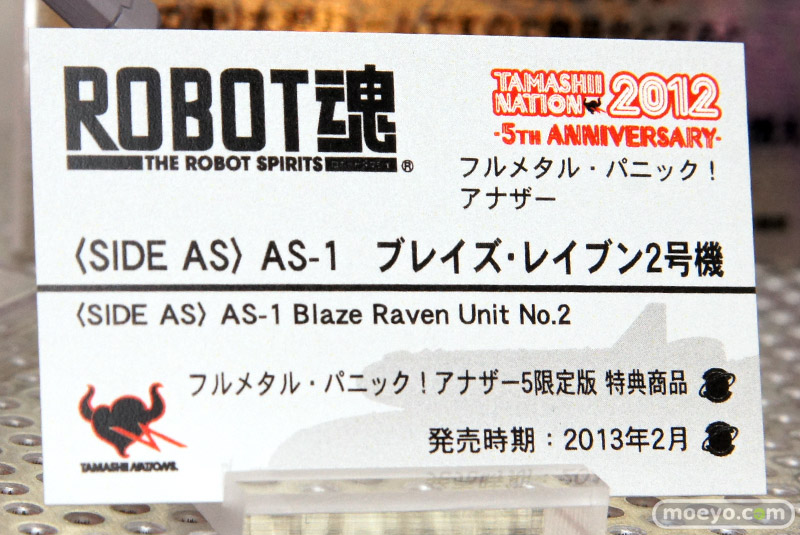 ROBOT魂
THE ROBOT SPIRITS ®
TAMASHII
NATION 2012
-5TH ANNIVERSARY-
フルメタル・パニック！
アナザー
〈SIDE AS〉 AS-1　ブレイズ・レイブン2号機
〈SIDE AS〉 AS-1 Blaze Raven Unit No.2
フルメタル・パニック！アナザー5限定版 特典商品
発売時期：2013年2月
TAMASHII NATIONS
moeyo.com